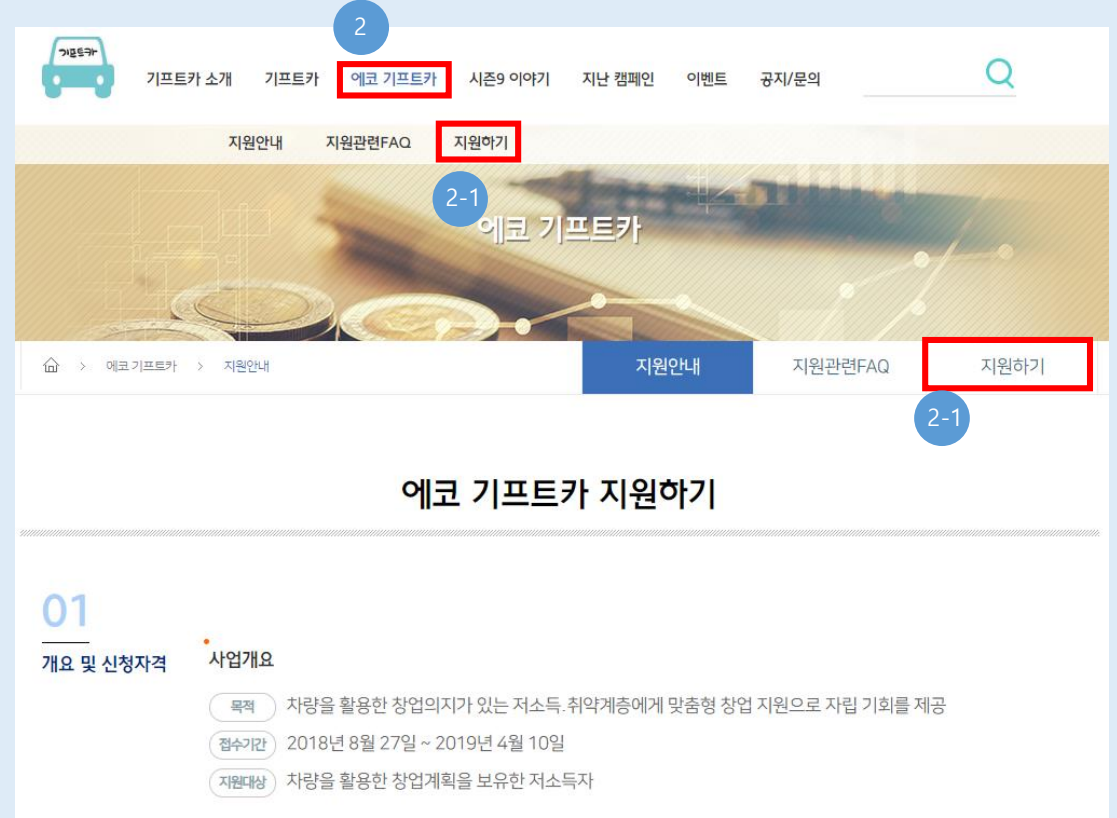 2
기프트카
기프트카 소개 기프트카 에코 기프트카 시즌9 이야기 지난 캠페인 이벤트 공지/문의
지원안내 지원관련FAQ 지원하기
2-1
에코 기프트카
에코 기프트카 > 지원안내
지원안내 지원관련FAQ 지원하기
2-1
에코 기프트카 지원하기
01
개요 및 신청자격
사업개요
목적 차량을 활용한 창업의지가 있는 저소득.취약계층에게 맞춤형 창업 지원으로 자립 기회를 제공
접수기간 2018년 8월 27일 ~ 2019년 4월 10일
지원대상 차량을 활용한 창업계획을 보유한 저소득자